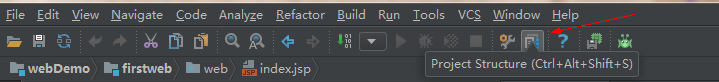 File Edit View Navigate Code Analyze Refactor Build Run Tools VCS Window Help
webDemo firstweb web index.jsp
Project Structure (Ctrl+Alt+Shift+S)